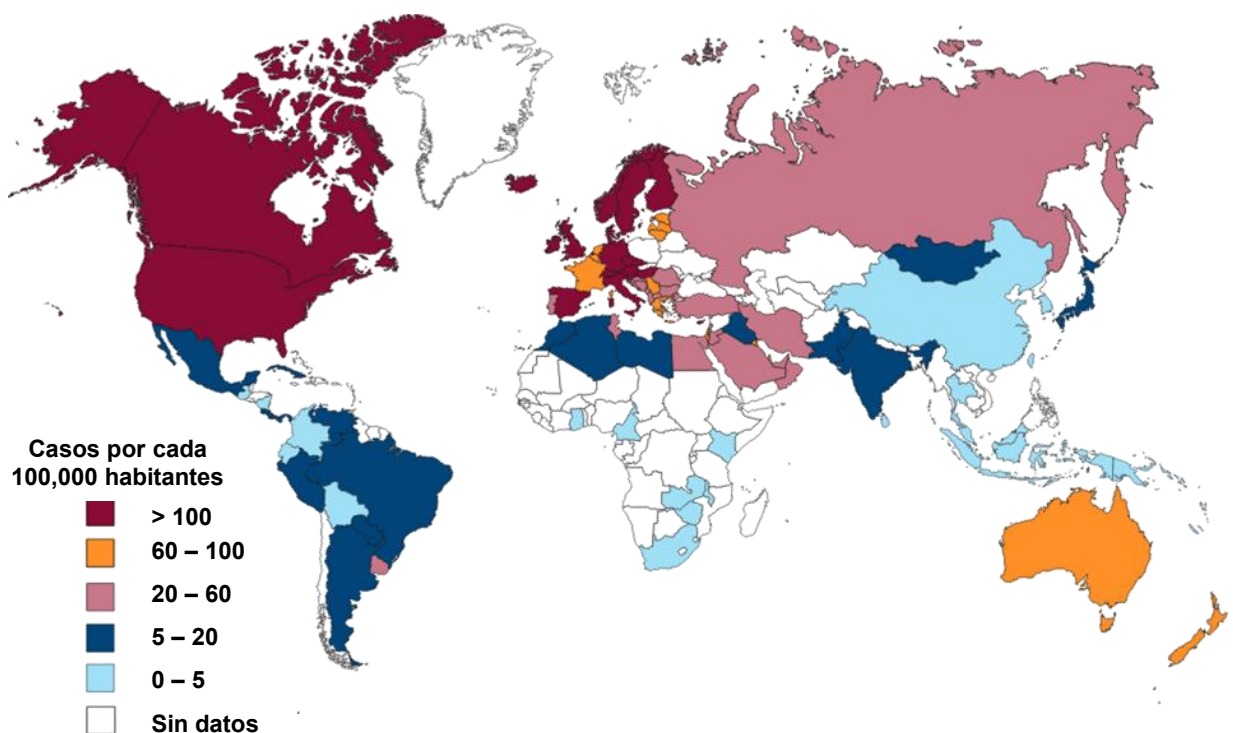 Casos por cada
100,000 habitantes
> 100
60 – 100
20 – 60
5 – 20
0 – 5
Sin datos